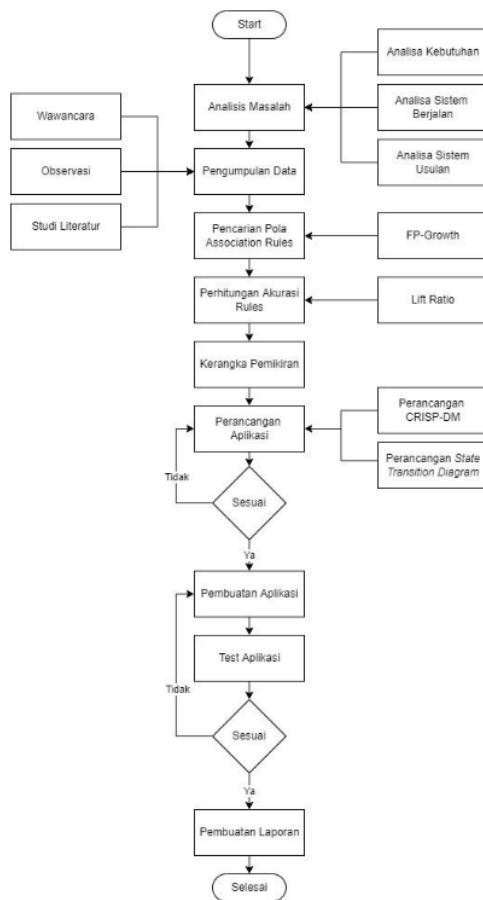 Start
Analisa Kebutuhan
Analisis Masalah
Analisa Sistem
Berjalan
Wawancara
Analisa Sistem
Usulan
Observasi
Pengumpulan Data
Studi Literatur
Pencarian Pola
Association Rules
FP-Growth
Perhitungan Akurasi
Rules
Lift Ratio
Kerangka Pemikiran
Perancangan
CRISP-DM
Perancangan
Aplikasi
Perancangan State
Transition Diagram
Tidak
Sesuai
Ya
Pembuatan Aplikasi
Test Aplikasi
Tidak
Sesuai
Ya
Pembuatan Laporan
Selesai